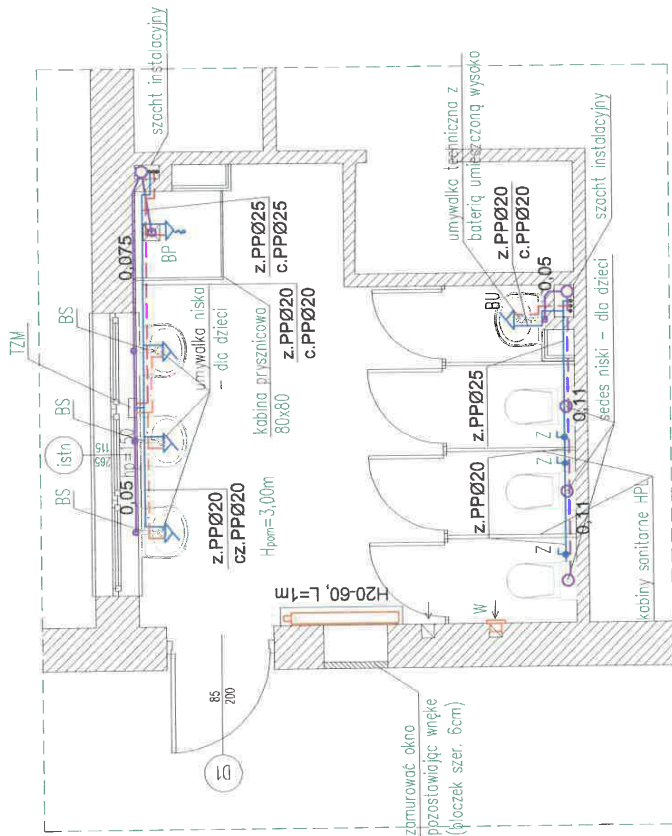 szacht instalacyjny
TZM
BS
BS
BS
istn
265
115
0,05
0,075
BP
z.PPØ25
c.PPØ25
umywalka niska
- dla dzieci
kabina prysznicowa
80x80
z.PPØ20
c.PPØ20
z.PPØ20
cz.PPØ20
Hpom=3,00m
umywalka techniczna z
baterią umieszczoną wysoko
z.PPØ20
c.PPØ20
BU
0,05
szacht instalacyjny
z.PPØ25
z.PPØ20
0,11
0,11
Z
Z
Z
sedes niski - dla dzieci
kabiny sanitarne HPL
H20-60, L=1m
W
85
200
D1
zamurować okno
pozostawiając wnękę
(bloczek szer. 6cm)